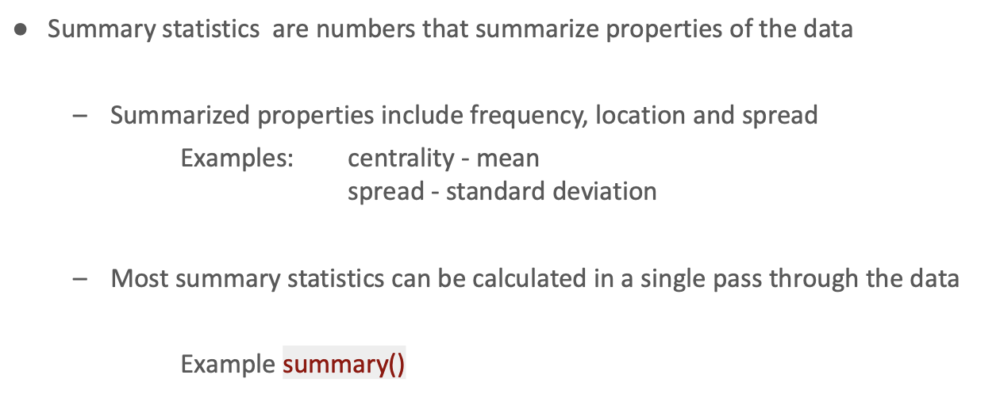 ● Summary statistics  are numbers that summarize properties of the data
– Summarized properties include frequency, location and spread
Examples: centrality - mean
spread - standard deviation
– Most summary statistics can be calculated in a single pass through the data
Example summary()